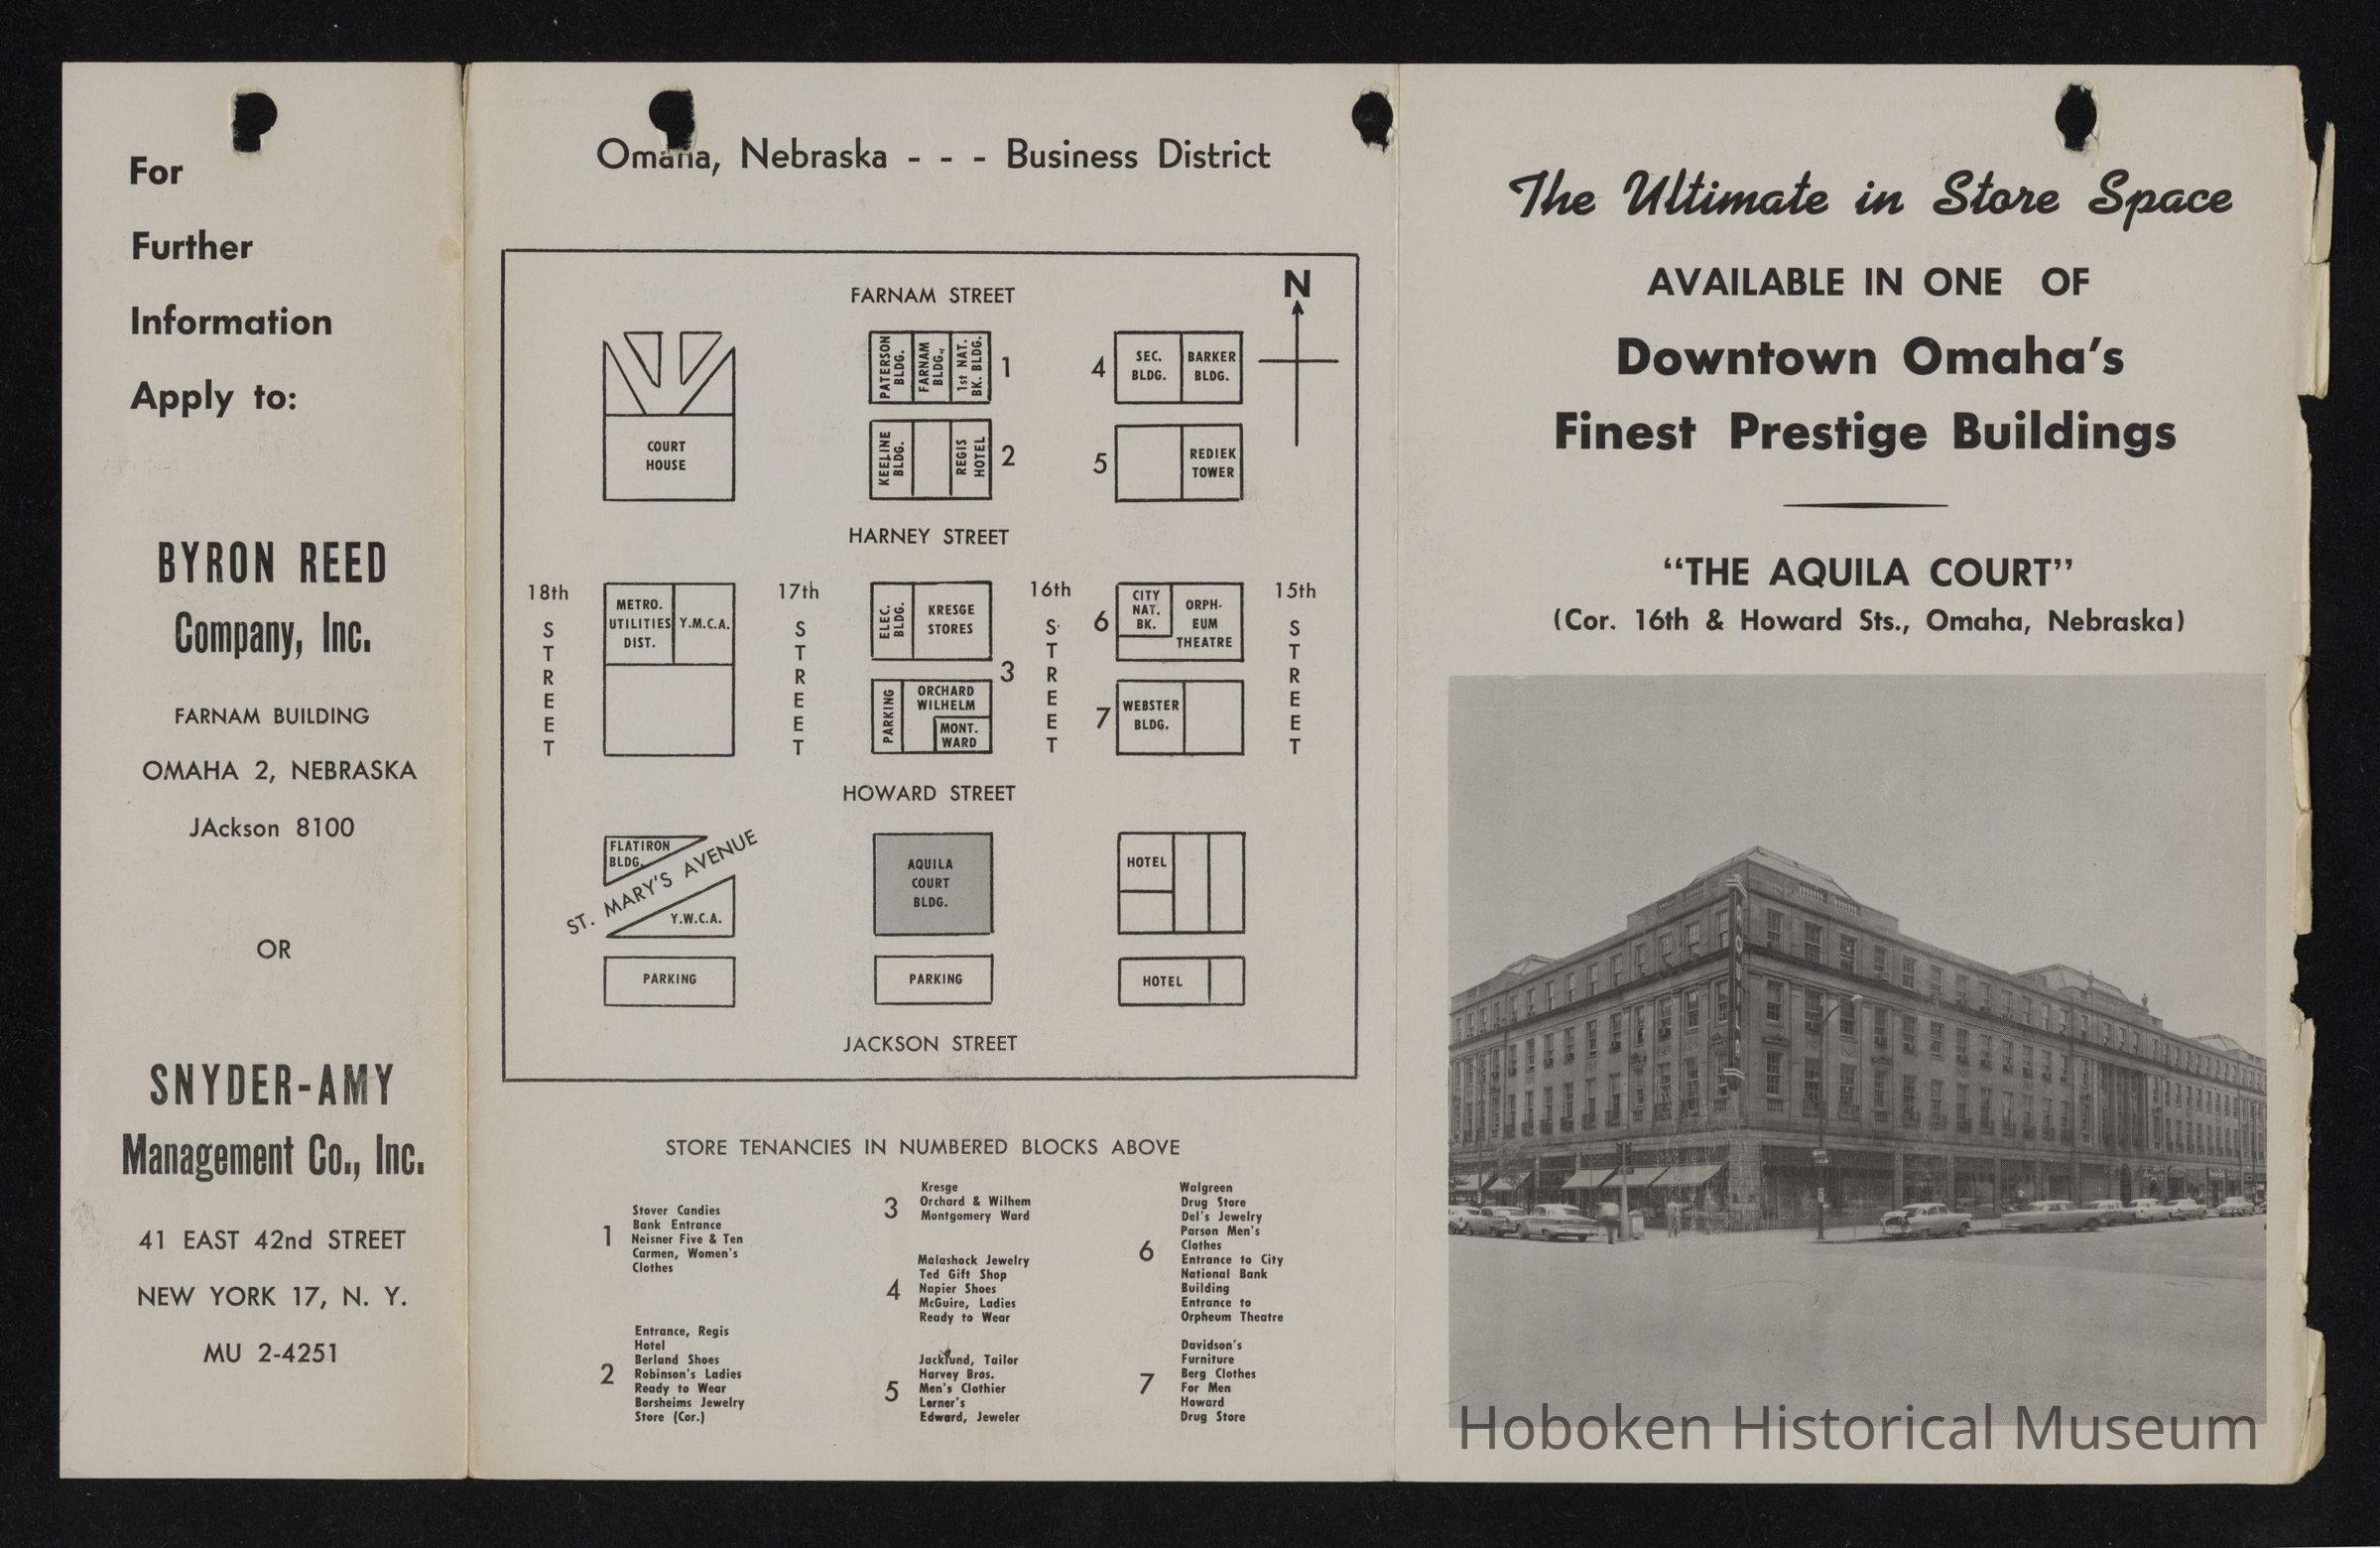 For
Further
Information
Apply to:
BYRON REED
Company, Inc.
FARNAM BUILDING
OMAHA 2, NEBRASKA
JAckson 8100
OR
SNYDER-AMY
Management Co., Inc.
41 EAST 42nd STREET
NEW YORK 17, N. Y.
MU 2-4251
Omaha, Nebraska - - - Business District
N
FARNAM STREET
COURT
HOUSE
PATERSON
BLDG.
FARNAM
BLDG.
1st NAT.
BK. BLDG.
1
KEELINE
BLDG.
REGIS
HOTEL
2
4
SEC.
BLDG.
BARKER
BLDG.
5
REDIEK
TOWER
HARNEY STREET
18th
STREET
METRO.
UTILITIES
DIST.
Y.M.C.A.
17th
STREET
ELEC.
BLDG.
KRESGE
STORES
3
PARKING
ORCHARD
WILHELM
MONT.
WARD
16th
STREET
6
CITY
NAT.
BK.
ORPH-
EUM
THEATRE
7
WEBSTER
BLDG.
15th
STREET
HOWARD STREET
FLATIRON
BLDG.
ST. MARY'S AVENUE
Y.W.C.A.
PARKING
AQUILA
COURT
BLDG.
PARKING
HOTEL
HOTEL
JACKSON STREET
STORE TENANCIES IN NUMBERED BLOCKS ABOVE
1
Stover Candies
Bank Entrance
Neisner Five & Ten
Carmen, Women's
Clothes
2
Entrance, Regis
Hotel
Berland Shoes
Robinson's Ladies
Ready to Wear
Borsheims Jewelry
Store (Cor.)
3
Kresge
Orchard & Wilhem
Montgomery Ward
4
Malashock Jewelry
Ted Gift Shop
Napier Shoes
McGuire, Ladies
Ready to Wear
5
Jacklund, Tailor
Harvey Bros.
Men's Clothier
Lerner's
Edward, Jeweler
6
Walgreen
Drug Store
Del's Jewelry
Parson Men's
Clothes
Entrance to City
National Bank
Building
Entrance to
Orpheum Theatre
7
Davidson's
Furniture
Berg Clothes
For Men
Howard
Drug Store
The Ultimate in Store Space
AVAILABLE IN ONE OF
Downtown Omaha's
Finest Prestige Buildings
"THE AQUILA COURT"
(Cor. 16th & Howard Sts., Omaha, Nebraska)
Hoboken Historical Museum